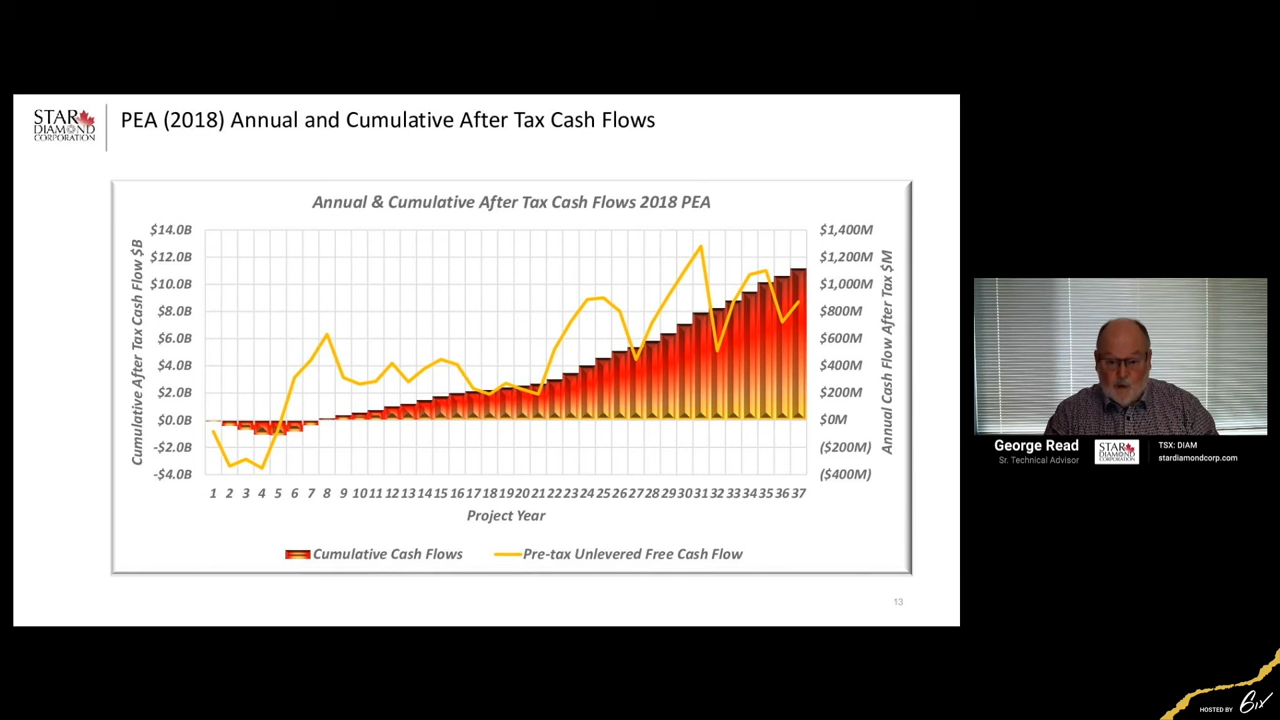 STAR
DIAMOND
CORPORATION
PEA (2018) Annual and Cumulative After Tax Cash Flows
Annual & Cumulative After Tax Cash Flows 2018 PEA
Cumulative After Tax Cash Flow $B
$14.0B
$12.0B
$10.0B
$8.0B
$6.0B
$4.0B
$2.0B
$0.0B
-$2.0B
-$4.0B
$1,400M
$1,200M
$1,000M
$800M
$600M
$400M
$200M
$0M
($200M)
($400M)
Annual Cash Flow After Tax $M
1 2 3 4 5 6 7 8 9 10 11 12 13 14 15 16 17 18 19 20 21 22 23 24 25 26 27 28 29 30 31 32 33 34 35 36 37
Project Year
Cumulative Cash Flows
Pre-tax Unlevered Free Cash Flow
13
George Read
Sr. Technical Advisor
STAR
DIAMOND
CORPORATION
TSX: DIAM
stardiamondcorp.com
HOSTED BY 6ix